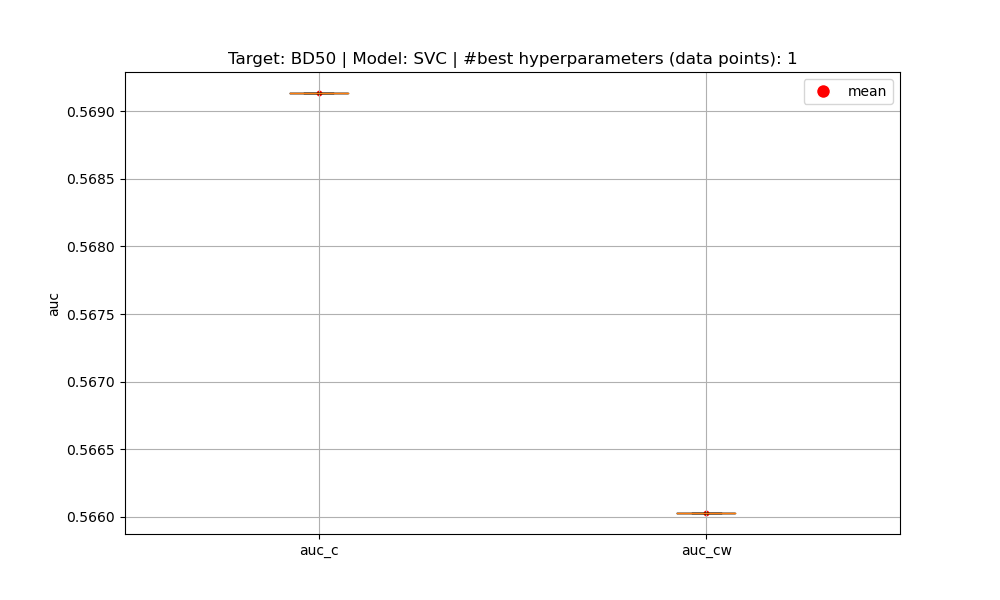 Target: BD50 | Model: SVC | #best hyperparameters (data points): 1
mean
0.5690
0.5685
0.5680
0.5675
0.5670
0.5665
0.5660
auc
auc_c
auc_cw